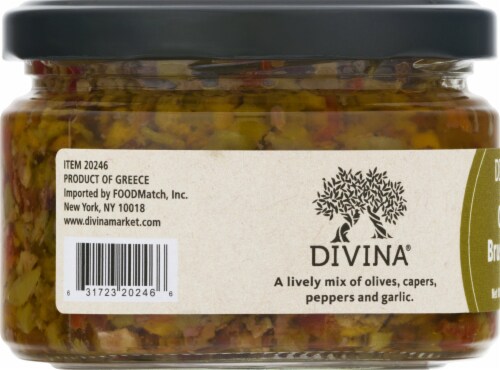 ITEM 20246
PRODUCT OF GREECE
Imported by FOODMatch, Inc.
New York, NY 10018
www.divinamarket.com
6 31723 20246 6
DIVINA®
A lively mix of olives, capers,
peppers and garlic.